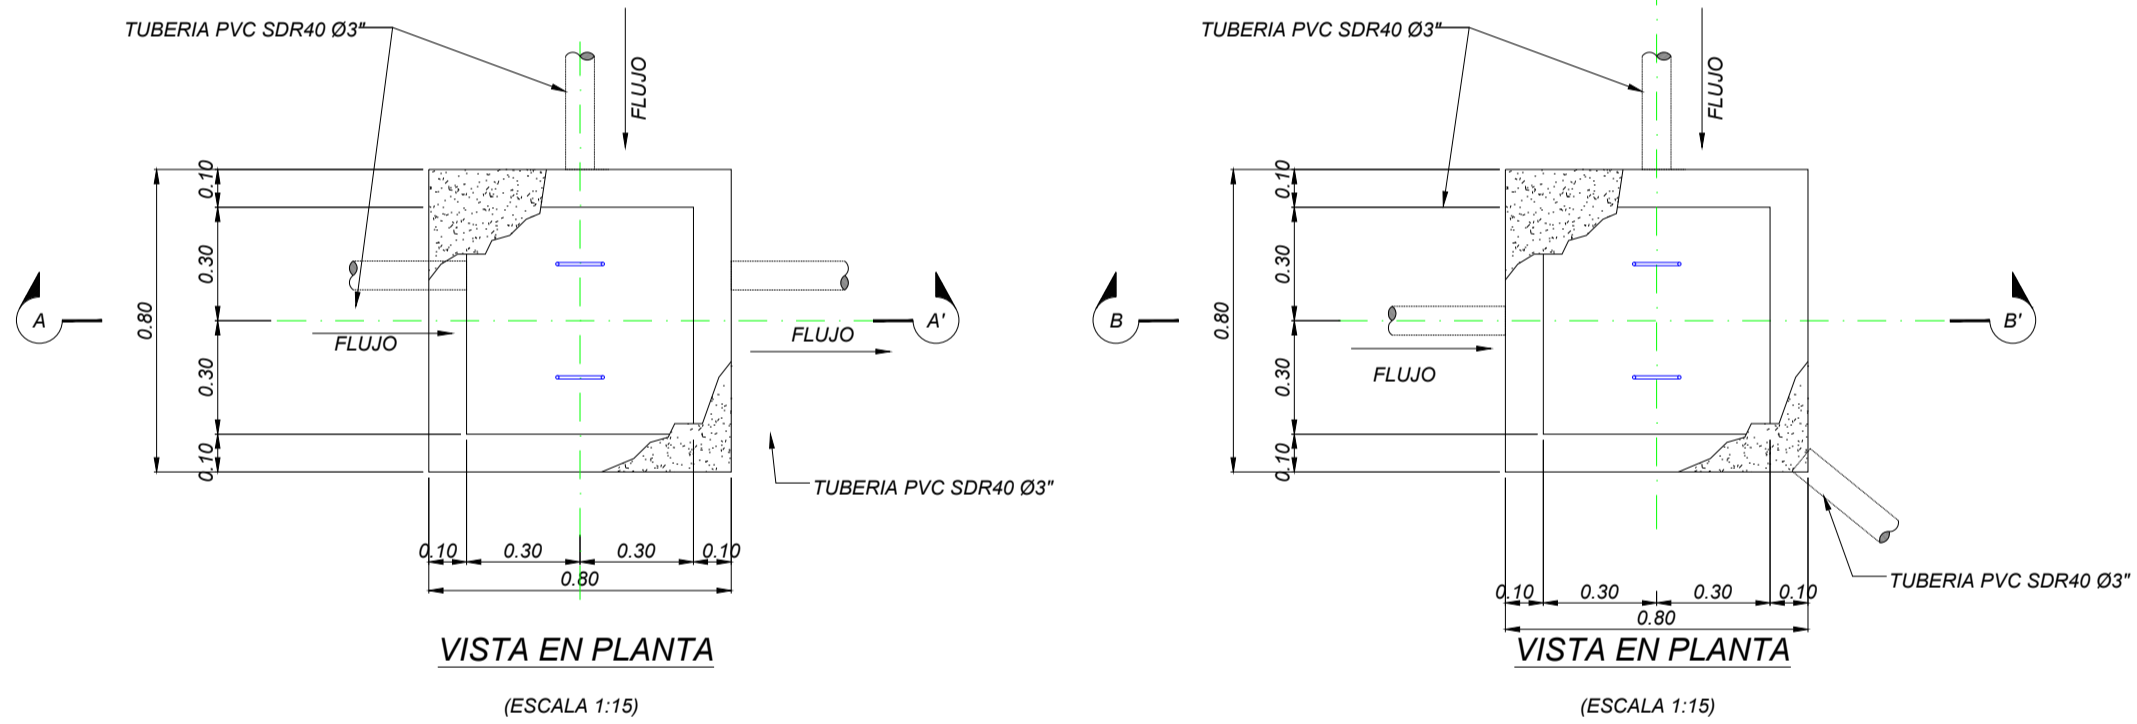 TUBERIA PVC SDR40 Ø3"
FLUJO
0.10
0.30
0.80
0.30
0.10
A
FLUJO
A'
FLUJO
TUBERIA PVC SDR40 Ø3"
0.10 0.30 0.30 0.10
0.80
VISTA EN PLANTA
(ESCALA 1:15)
TUBERIA PVC SDR40 Ø3"
FLUJO
0.10
0.30
0.80
0.30
0.10
B
B'
FLUJO
TUBERIA PVC SDR40 Ø3"
0.10 0.30 0.30 0.10
0.80
VISTA EN PLANTA
(ESCALA 1:15)